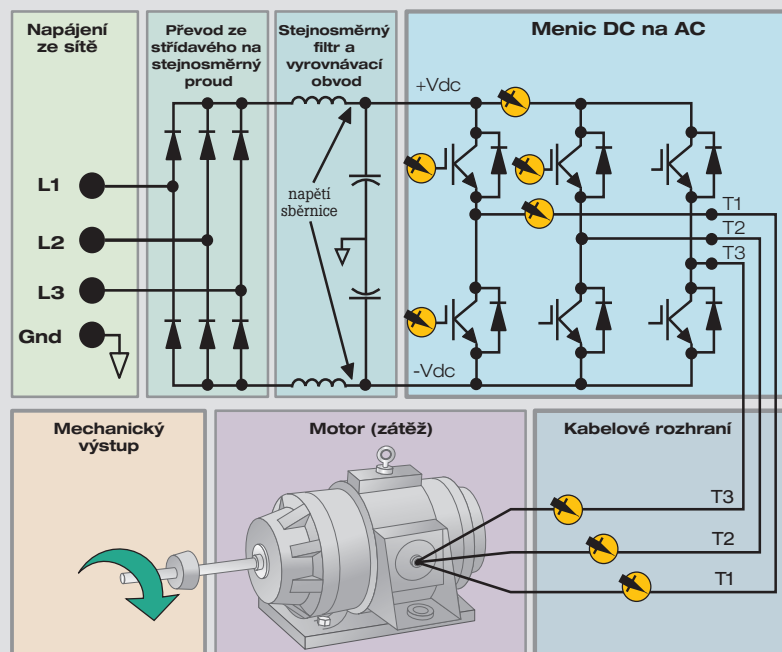 Napájení
ze sítě
Převod ze
střídavého na
stejnosměrný
proud
Stejnosměrný
filtr a
vyrovnávací
obvod
Menic DC na AC
+Vdc
L1
L2
L3
Gnd
napětí
sběrnice
T1
T2
T3
-Vdc
Mechanický
výstup
Motor (zátěž)
Kabelové rozhraní
T3
T2
T1